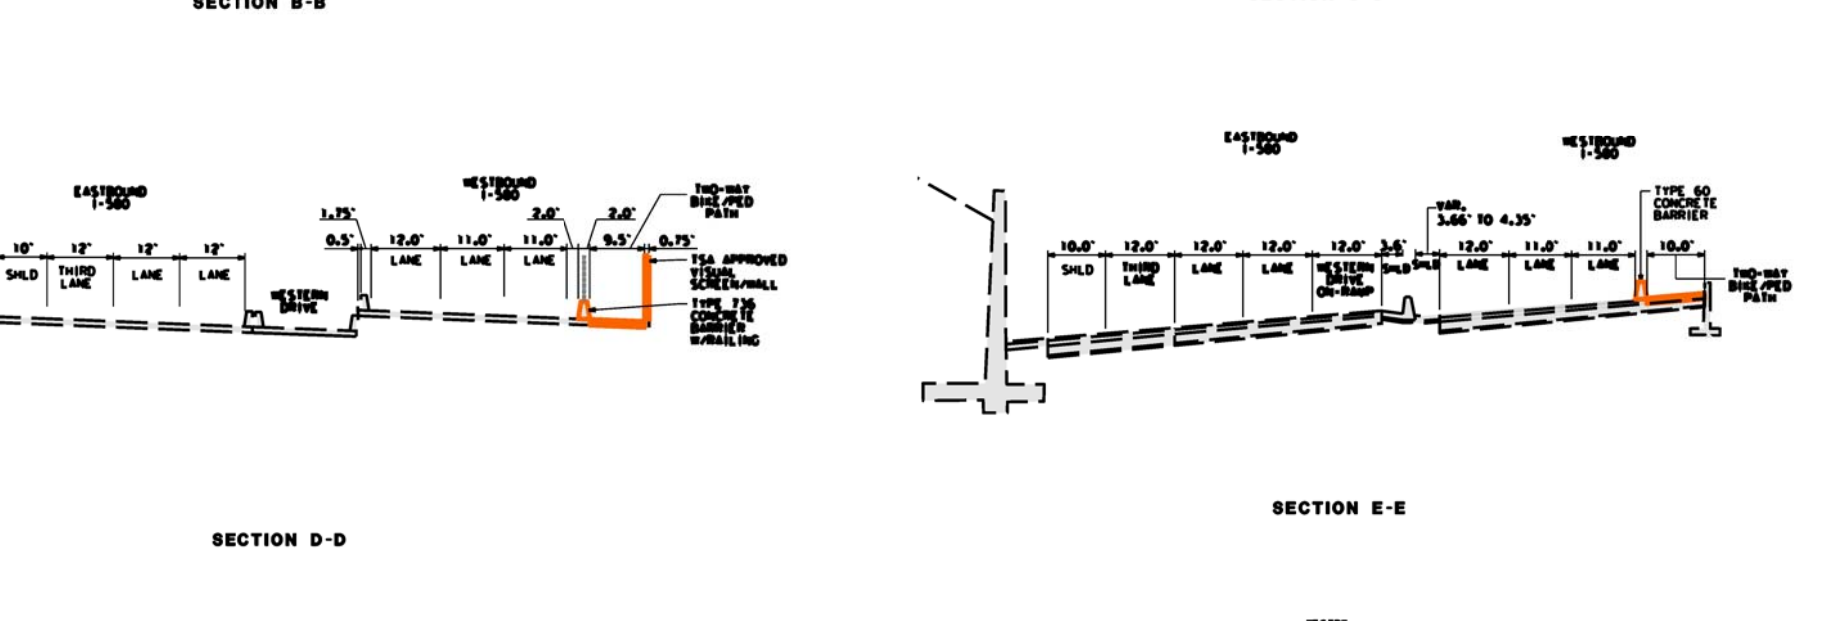 SECTION B-B
EASTBOUND
I-580
WESTBOUND
I-580
TWO-WAY
BIKE/PED
PATH
1.75'
2.0'
2.0'
10'
12'
12'
12'
0.5'
12.0'
11.0'
11.0'
9.5'
0.75'
SHLD
THIRD
LANE
LANE
LANE
LANE
LANE
LANE
TSA APPROVED
VISUAL
SCREEN/WALL
WESTERN
DRIVE
TYPE 736
CONCRETE
BARRIER
W/RAILING
SECTION D-D
EASTBOUND
I-580
WESTBOUND
I-580
TYPE 60
CONCRETE
BARRIER
VAR.
3.66' TO 4.35'
10.0'
12.0'
12.0'
12.0'
12.0'
3.6'
12.0'
11.0'
11.0'
10.0'
SHLD
THIRD
LANE
LANE
LANE
WESTERN
DRIVE
ON-RAMP
SHLD
SHLD
LANE
LANE
LANE
TWO-WAY
BIKE/PED
PATH
SECTION E-E